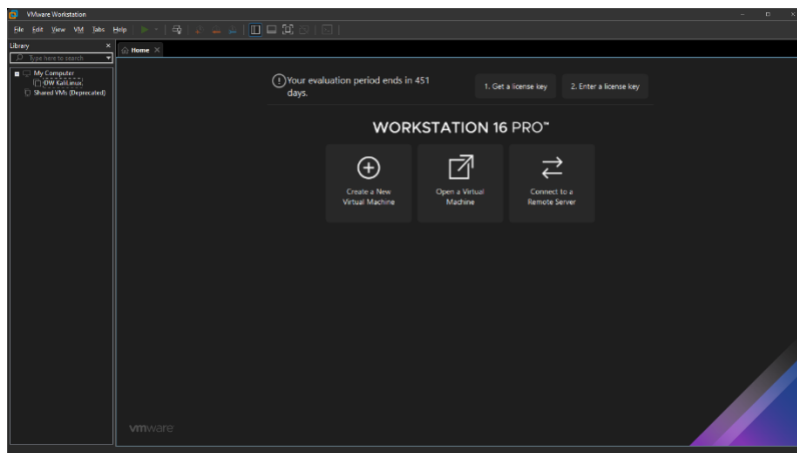 VMware Workstation
File Edit View VM Tabs Help
Library
Type here to search
My Computer
OW KaliLinux
Shared VMs (Deprecated)
Home
Your evaluation period ends in 451
days.
1. Get a license key
2. Enter a license key
WORKSTATION 16 PRO™
Create a New
Virtual Machine
Open a Virtual
Machine
Connect to a
Remote Server
vmware